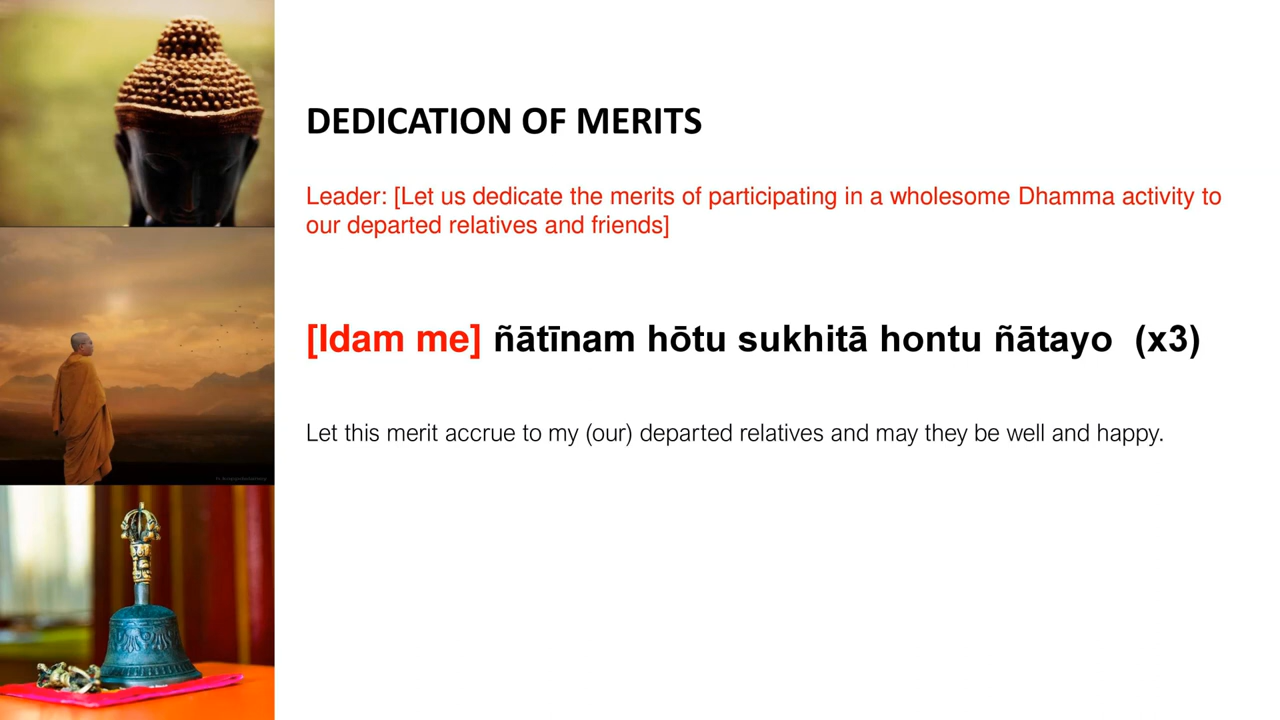 DEDICATION OF MERITS
Leader: [Let us dedicate the merits of participating in a wholesome Dhamma activity to
our departed relatives and friends]
[Idam me] ñātīnam hōtu sukhitā hontu ñātayo (x3)
Let this merit accrue to my (our) departed relatives and may they be well and happy.